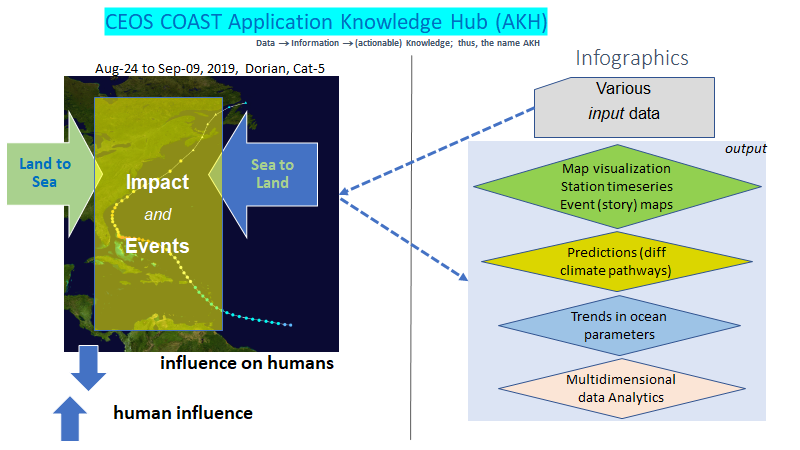 CEOS COAST Application Knowledge Hub (AKH)
Data → Information → (actionable) Knowledge; thus, the name AKH
Aug-24 to Sep-09, 2019, Dorian, Cat-5
Land to
Sea
Sea to
Land
Impact
and
Events
influence on humans
human influence
Infographics
Various
input data
output
Map visualization
Station timeseries
Event (story) maps
Predictions (diff
climate pathways)
Trends in ocean
parameters
Multidimensional
data Analytics